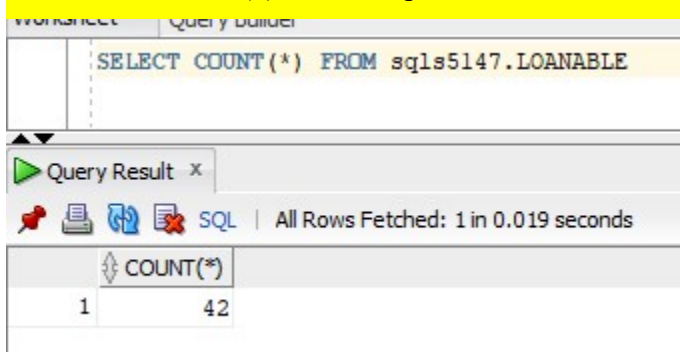 Worksheet Query Builder
SELECT COUNT(*) FROM sqls5147.LOANABLE
Query Result x
SQL | All Rows Fetched: 1 in 0.019 seconds
COUNT(*)
1 42